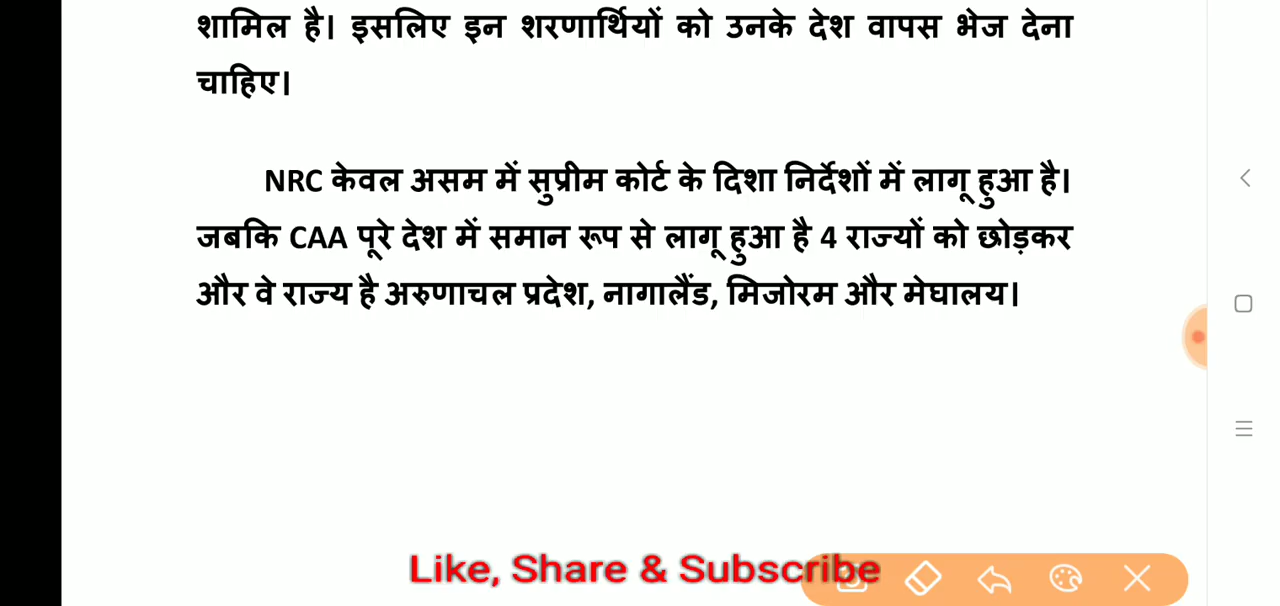 शामिल है। इसलिए इन शरणार्थियों को उनके देश वापस भेज देना
चाहिए।
NRC केवल असम में सुप्रीम कोर्ट के दिशा निर्देशों में लागू हुआ है।
जबकि CAA पूरे देश में समान रूप से लागू हुआ है 4 राज्यों को छोड़कर
और वे राज्य है अरुणाचल प्रदेश, नागालैंड, मिजोरम और मेघालय।
Like, Share & Subscribe